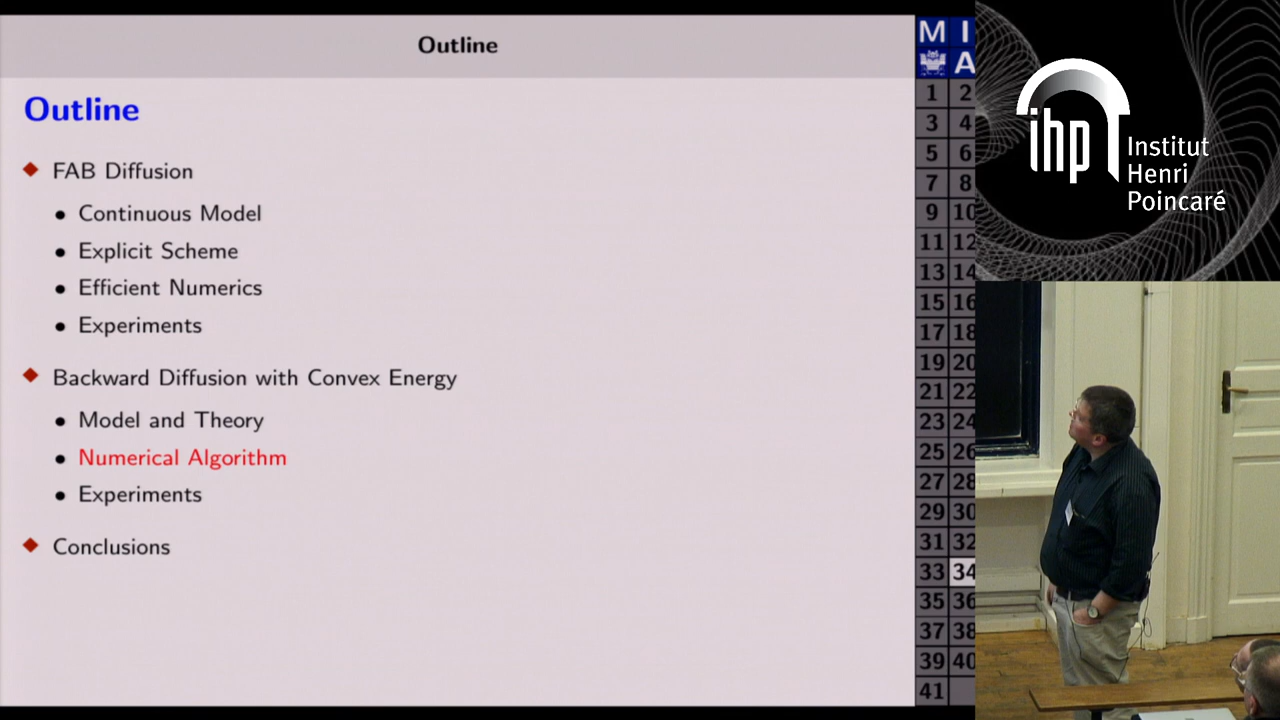 Outline
Outline
FAB Diffusion
Continuous Model
Explicit Scheme
Efficient Numerics
Experiments
Backward Diffusion with Convex Energy
Model and Theory
Numerical Algorithm
Experiments
Conclusions
M I
A
1 2
3 4
5 6
7 8
9 10
11 12
13 14
15 16
17 18
19 20
21 22
23 24
25 26
27 28
29 30
31 32
33 34
35 36
37 38
39 40
41
ihp Institut
Henri
Poincaré